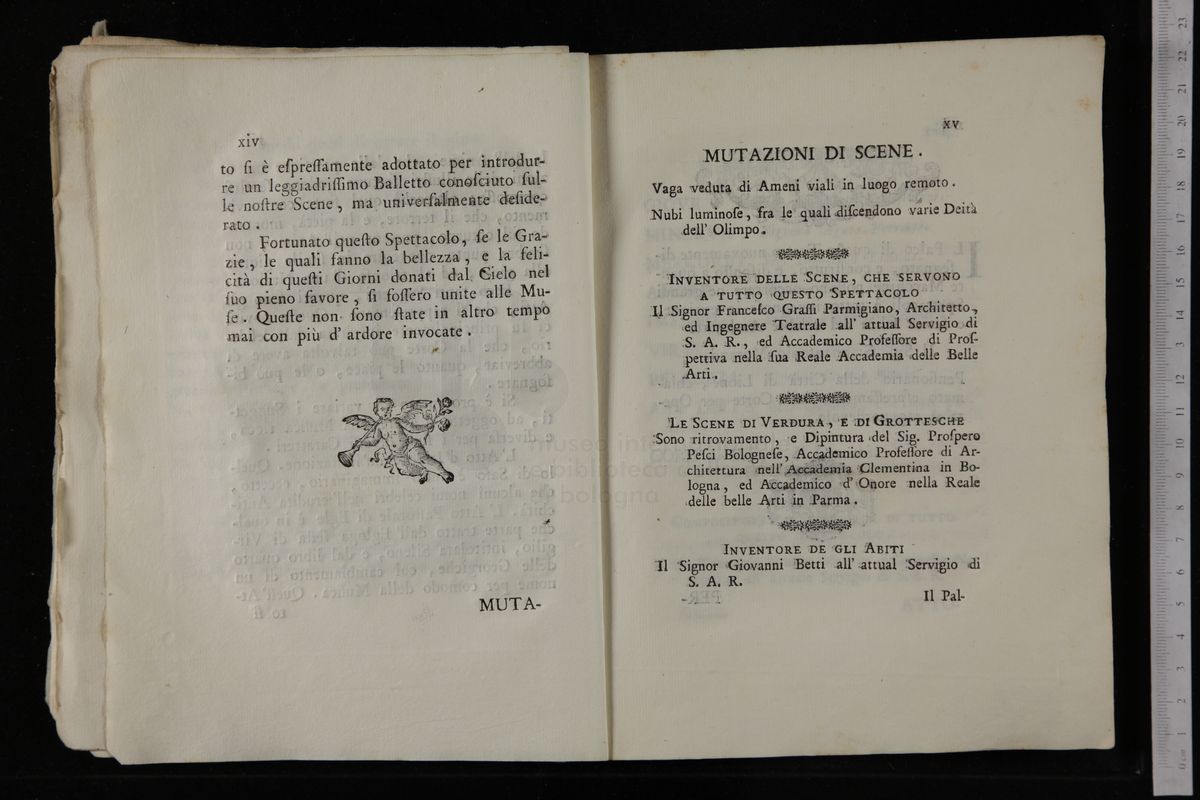 xiv
to ſi è eſpreſſamente adottato per introdur-
re un leggiadriſſimo Balletto conoſciuto ſul-
le noſtre Scene, ma univerſalmente deſide-
rato.
Fortunato queſto Spettacolo, ſe le Gra-
zie, le quali fanno la bellezza, e la feli-
cità di queſti Giorni donati dal Cielo nel
ſuo pieno favore, ſi foſſero unite alle Mu-
ſe. Queſte non ſono ſtate in altro tempo
mai con più d' ardore invocate.
MUTA-
xv
MUTAZIONI DI SCENE.
Vaga veduta di Ameni viali in luogo remoto.
Nubi luminoſe, fra le quali diſcendono varie Deità
dell' Olimpo.
INVENTORE DELLE SCENE, CHE SERVONO
A TUTTO QUESTO SPETTACOLO
Il Signor Franceſco Graſſi Parmigiano, Architetto,
ed Ingegnere Teatrale all' attual Servigio di
S. A. R., ed Accademico Profeſſore di Proſ-
pettiva nella ſua Reale Accademia delle Belle
Arti.
LE SCENE DI VERDURA, E DI GROTTESCHE
Sono ritrovamento, e Dipintura del Sig. Proſpero
Peſci Bologneſe, Accademico Profeſſore di Ar-
chitettura nell' Accademia Clementina in Bo-
logna, ed Accademico d' Onore nella Reale
delle belle Arti in Parma.
INVENTORE DE GLI ABITI
Il Signor Giovanni Betti all' attual Servigio di
S. A. R.
Il Pal-
museo
biblioteca
bologna